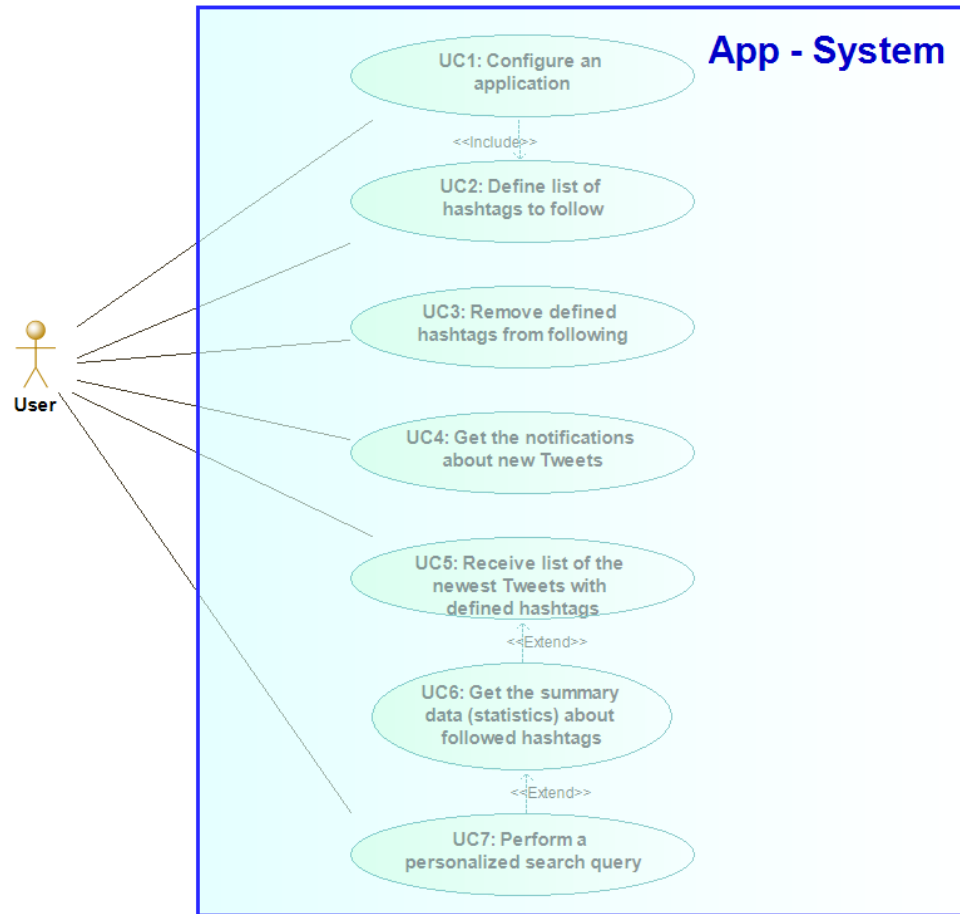 App - System
UC1: Configure an
application
<<Include>>
UC2: Define list of
hashtags to follow
UC3: Remove defined
hashtags from following
User
UC4: Get the notifications
about new Tweets
UC5: Receive list of the
newest Tweets with
defined hashtags
<<Extend>>
UC6: Get the summary
data (statistics) about
followed hashtags
<<Extend>>
UC7: Perform a
personalized search query